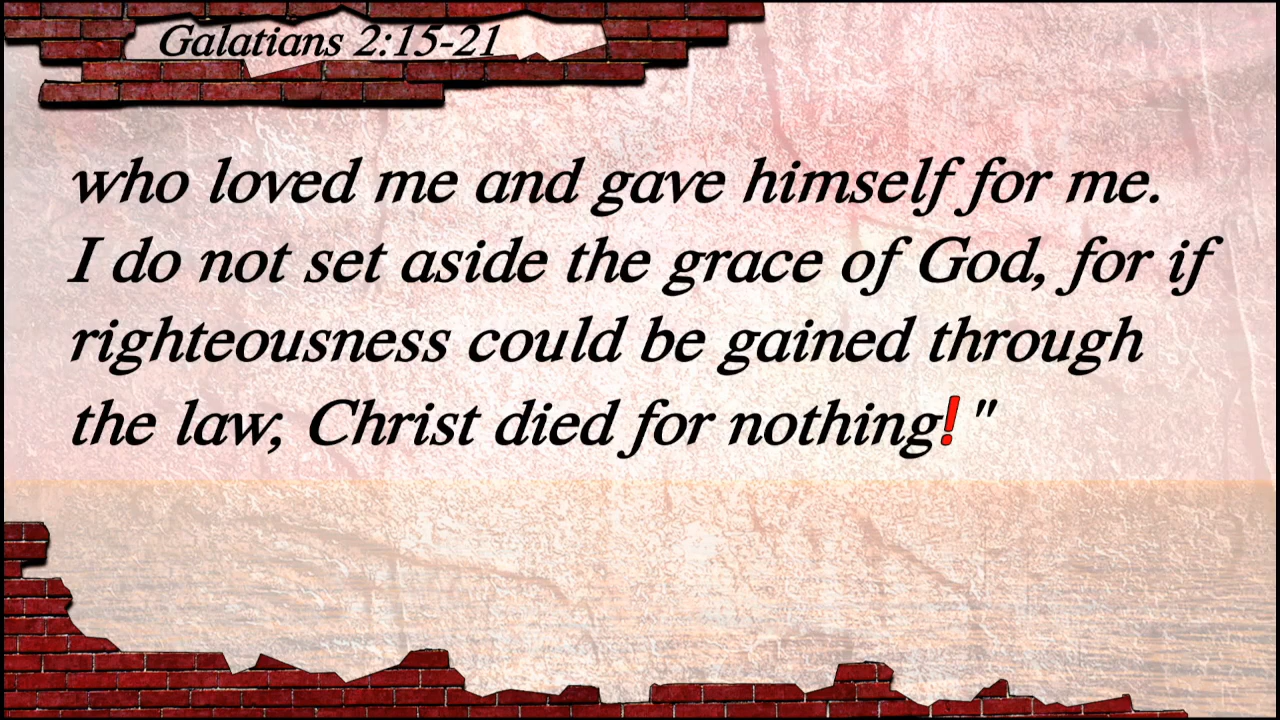 Galatians 2:15-21
who loved me and gave himself for me.
I do not set aside the grace of God, for if
righteousness could be gained through
the law, Christ died for nothing! "